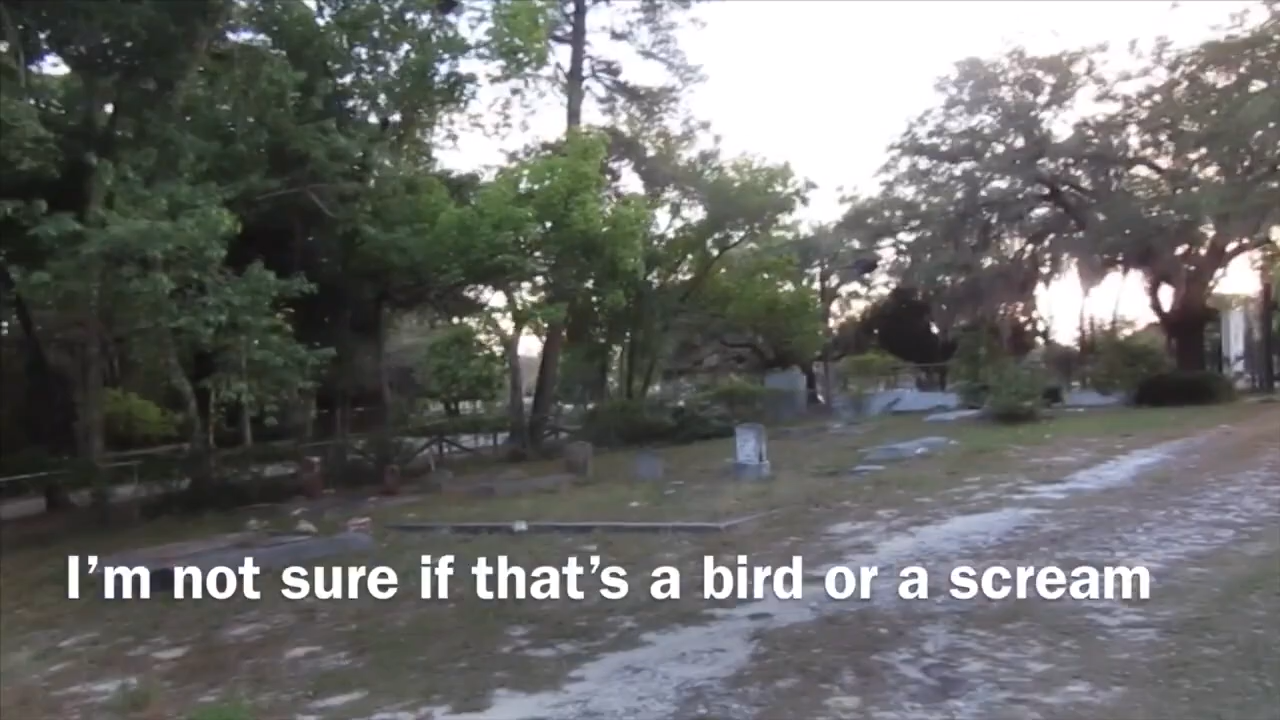 I’m not sure if that’s a bird or a scream